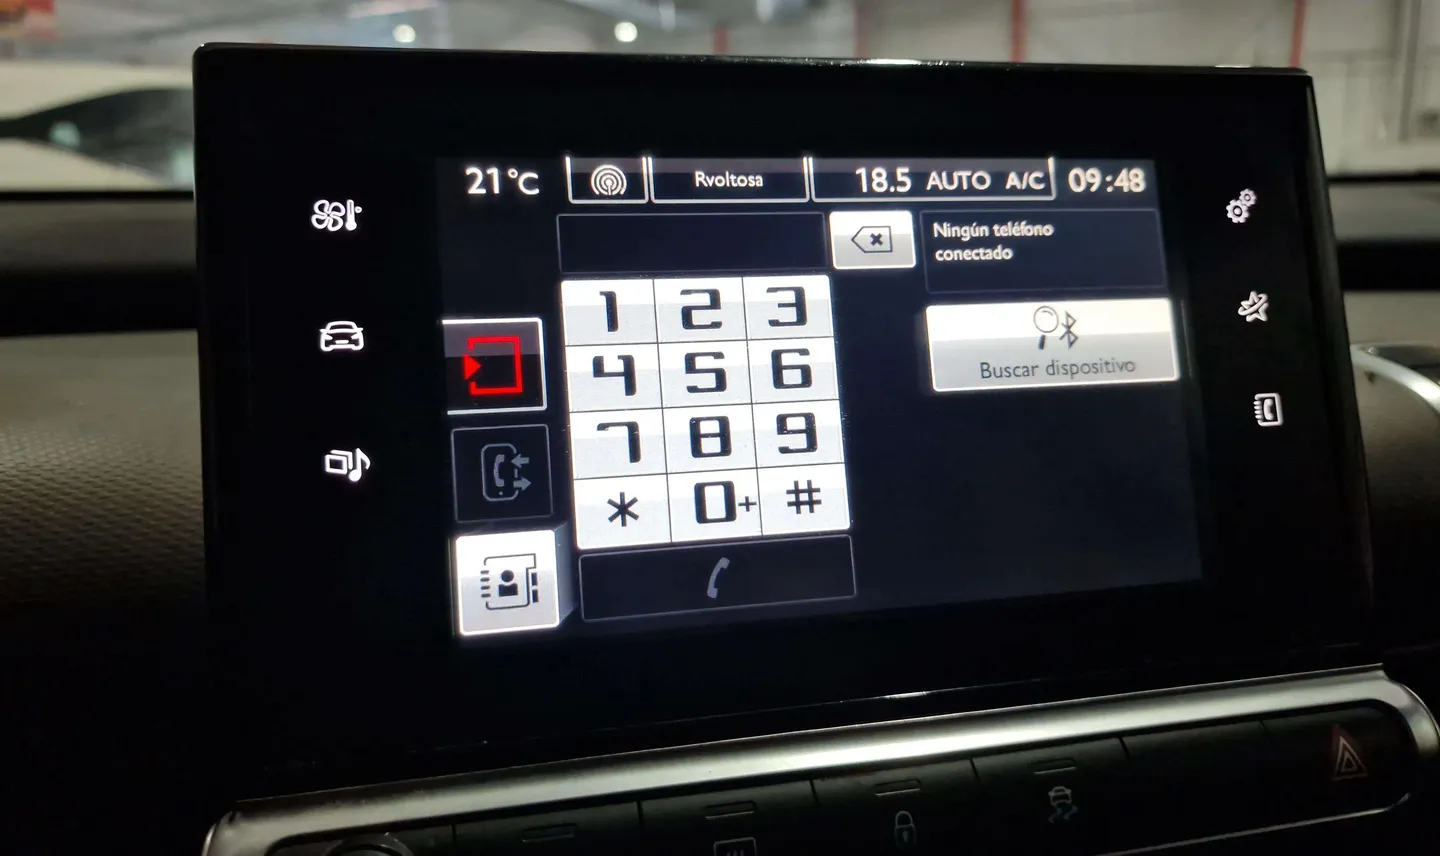 21°C
Rvoltosa
18.5 AUTO A/C
09:48
Ningún teléfono
conectado
1 2 3
4 5 6
7 8 9
* 0+ #
Buscar dispositivo